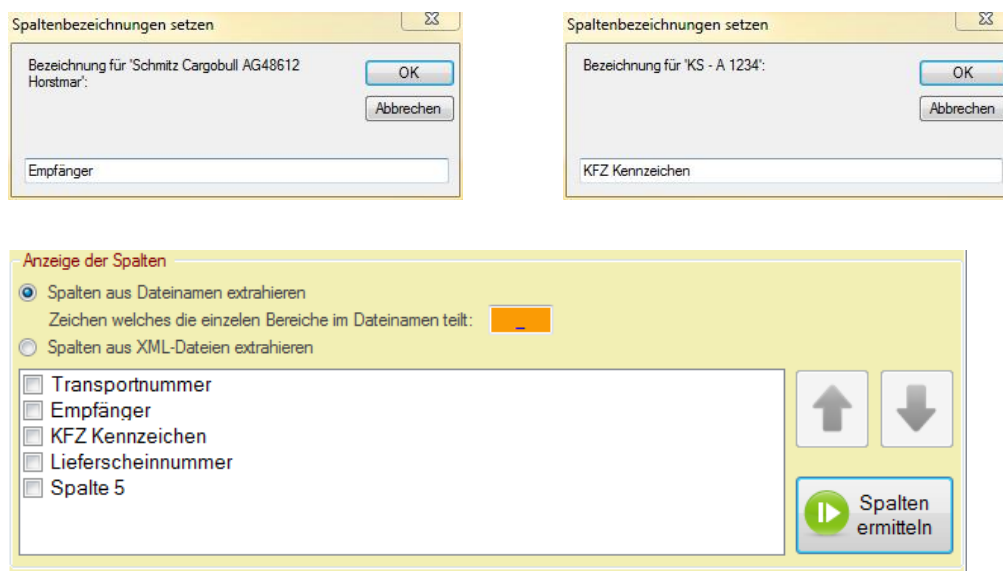 Spaltenbezeichnungen setzen
Bezeichnung für 'Schmitz Cargobull AG48612
Horstmar':
OK
Abbrechen
Empfänger
Spaltenbezeichnungen setzen
Bezeichnung für 'KS - A 1234':
OK
Abbrechen
KFZ Kennzeichen
Anzeige der Spalten
Spalten aus Dateinamen extrahieren
Zeichen welches die einzelen Bereiche im Dateinamen teilt: _
Spalten aus XML-Dateien extrahieren
Transportnummer
Empfänger
KFZ Kennzeichen
Lieferscheinnummer
Spalte 5
Spalten
ermitteln